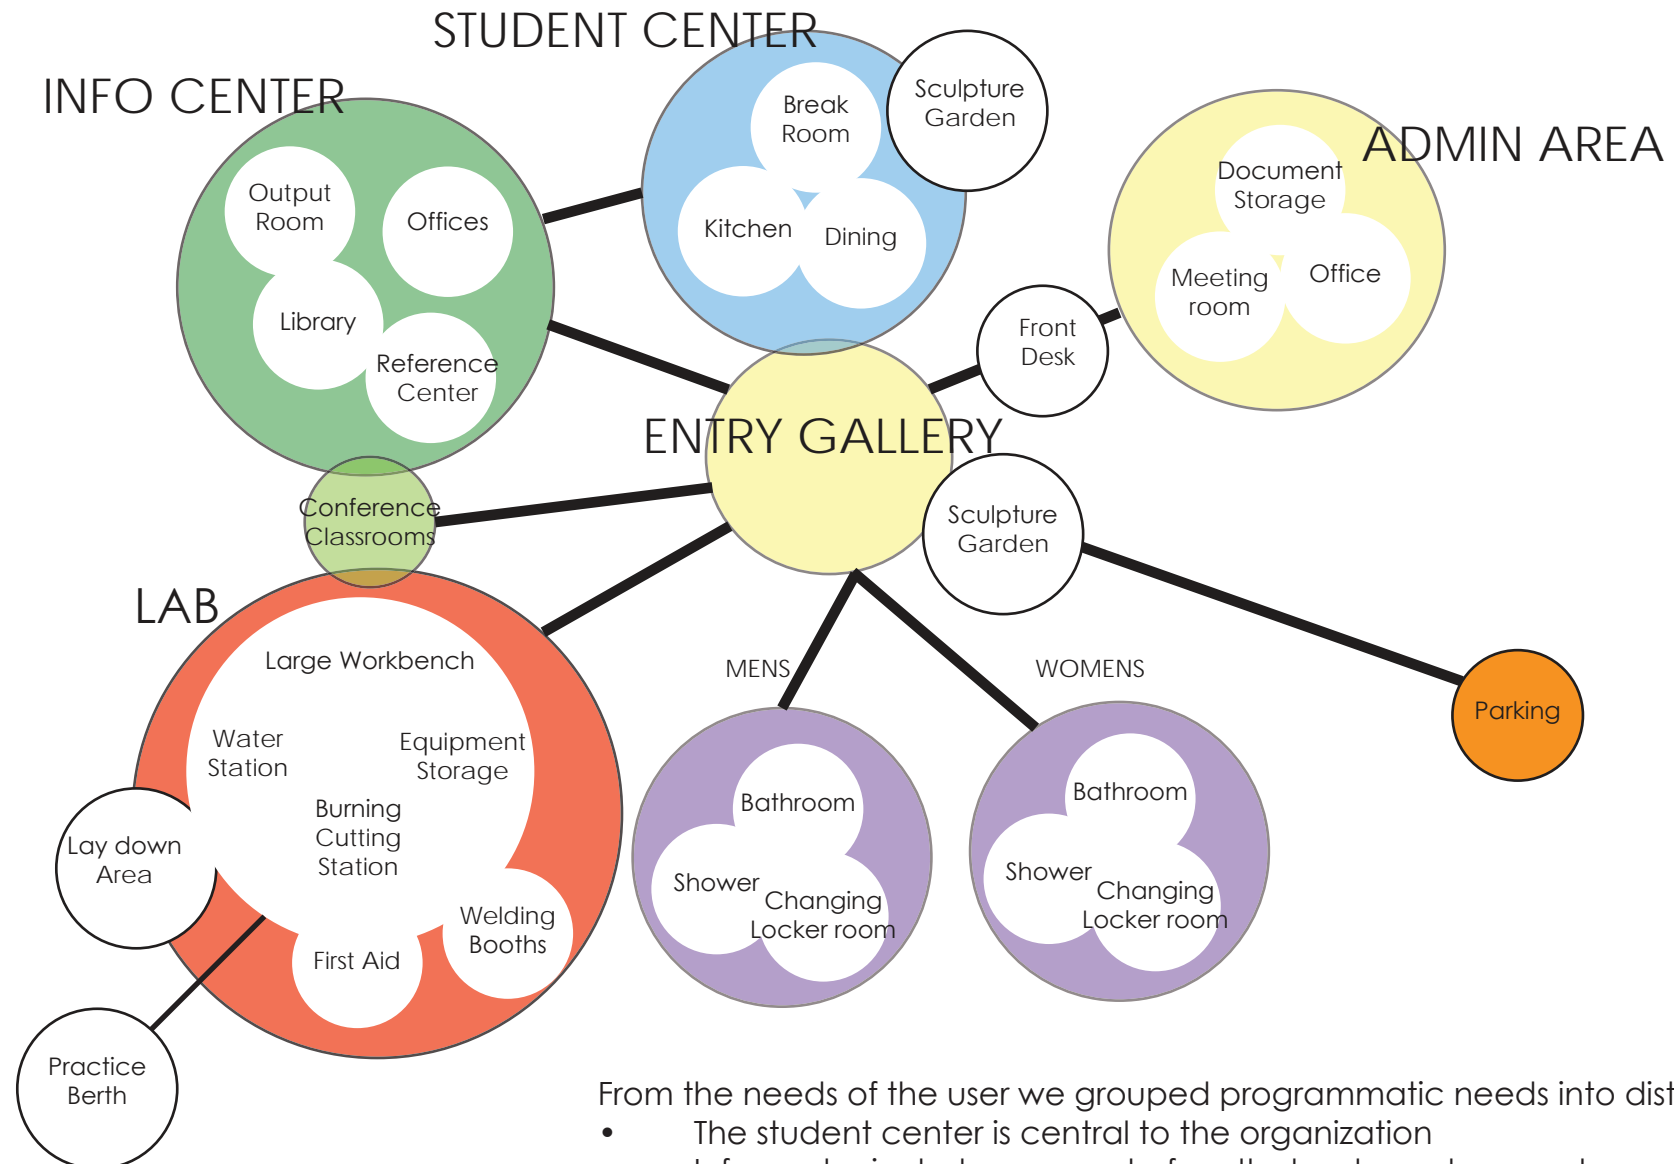 STUDENT CENTER
INFO CENTER
ADMIN AREA
Sculpture
Garden
Break
Room
Kitchen
Dining
Output
Room
Offices
Library
Reference
Center
Document
Storage
Meeting
room
Office
Front
Desk
ENTRY GALLERY
Conference
Classrooms
Sculpture
Garden
LAB
Large Workbench
Water
Station
Equipment
Storage
Burning
Cutting
Station
Lay down
Area
First Aid
Welding
Booths
Practice
Berth
MENS
Bathroom
Shower
Changing
Locker room
WOMENS
Bathroom
Shower
Changing
Locker room
Parking
From the needs of the user we grouped programmatic needs into dist
• The student center is central to the organization